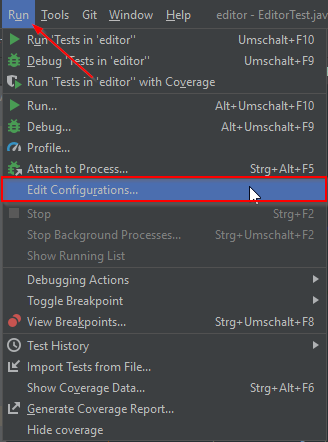 Run Tools Git Window Help editor - EditorTest.jav
Run 'Tests in 'editor'' Umschalt+F10
Debug 'Tests in 'editor'' Umschalt+F9
Run 'Tests in 'editor'' with Coverage
Run... Alt+Umschalt+F10
Debug... Alt+Umschalt+F9
Profile...
Attach to Process... Strg+Alt+F5
Edit Configurations...
Stop Strg+F2
Stop Background Processes... Strg+Umschalt+F2
Show Running List
Debugging Actions
Toggle Breakpoint
View Breakpoints... Strg+Umschalt+F8
Test History
Import Tests from File...
Show Coverage Data... Strg+Alt+F6
Generate Coverage Report...
Hide coverage